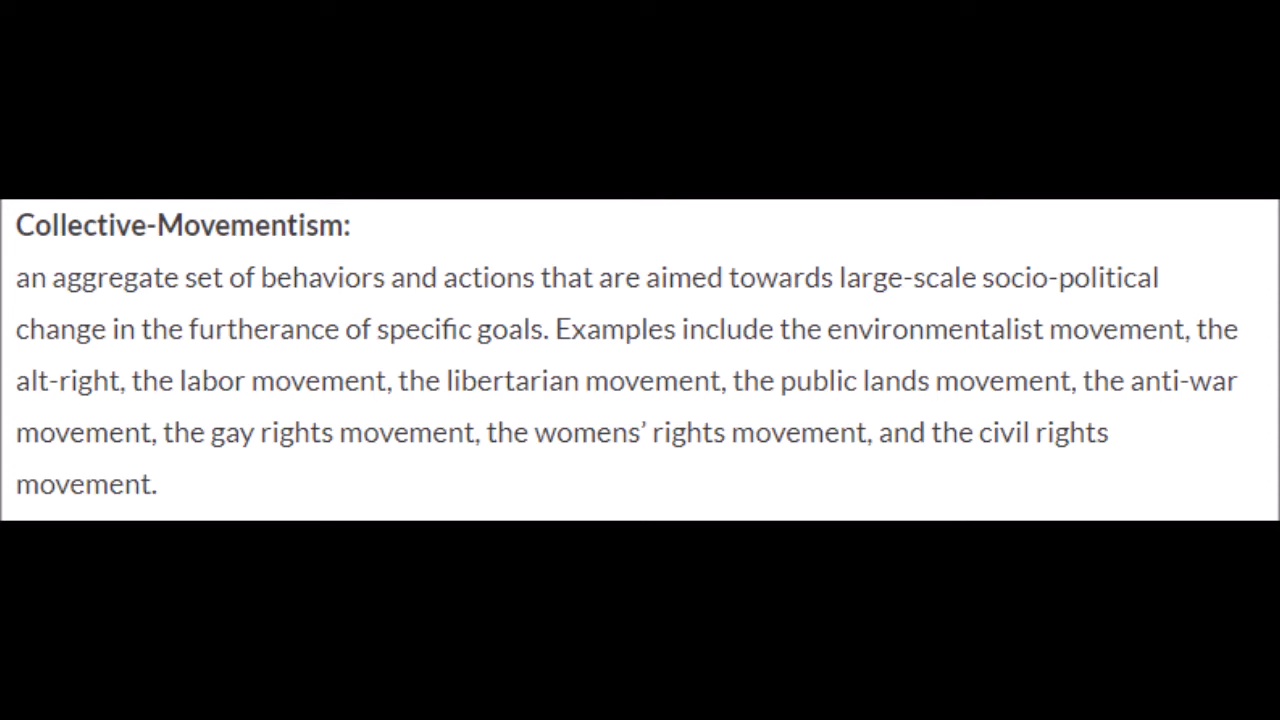 Collective-Movementism:
an aggregate set of behaviors and actions that are aimed towards large-scale socio-political
change in the furtherance of specific goals. Examples include the environmentalist movement, the
alt-right, the labor movement, the libertarian movement, the public lands movement, the anti-war
movement, the gay rights movement, the womens’ rights movement, and the civil rights
movement.